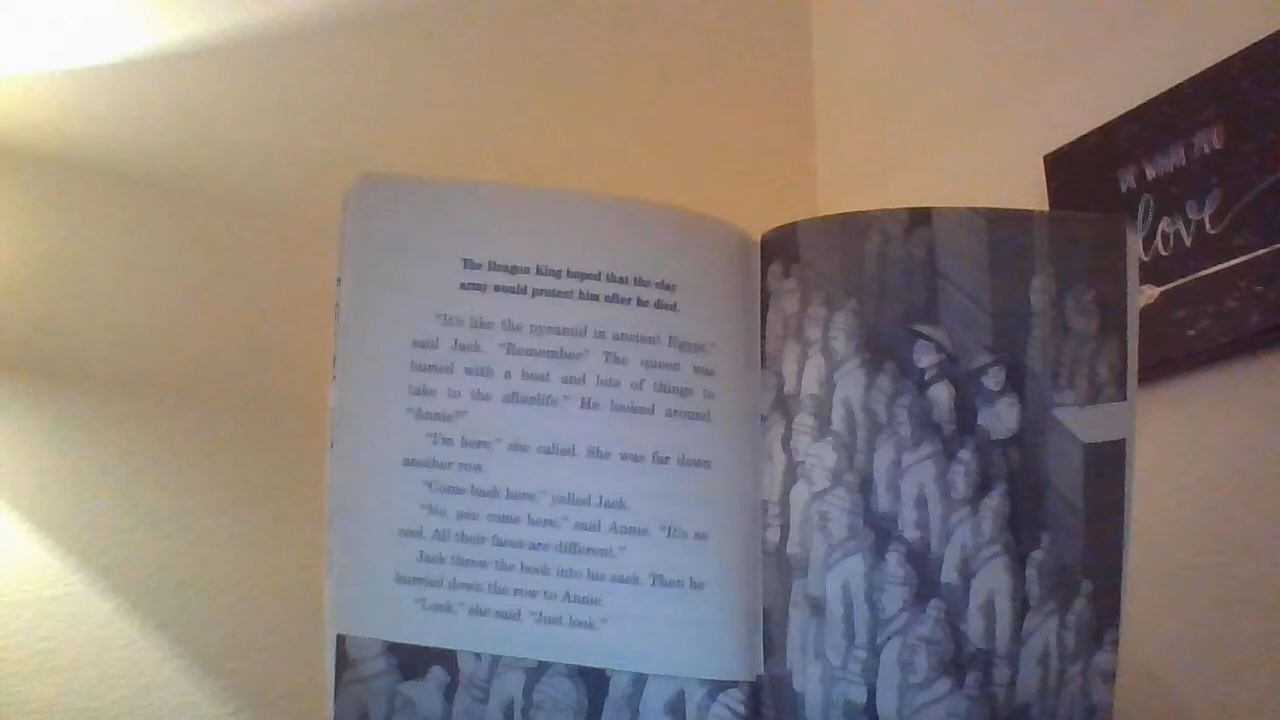 The Dragon King hoped that the clay
army would protect him after he died.
"It's like the pyramid in ancient Egypt,"
said Jack. "Remember? The queen was
buried with a boat and lots of things to
take to the afterlife." He looked around.
"Annie?"
"I'm here," she called. She was far down
another row.
"Come back here," yelled Jack.
"No, you come here," said Annie. "It's so
cool. All their faces are different."
Jack threw the book into his sack. Then he
hurried down the row to Annie.
"Look," she said. "Just look."
love